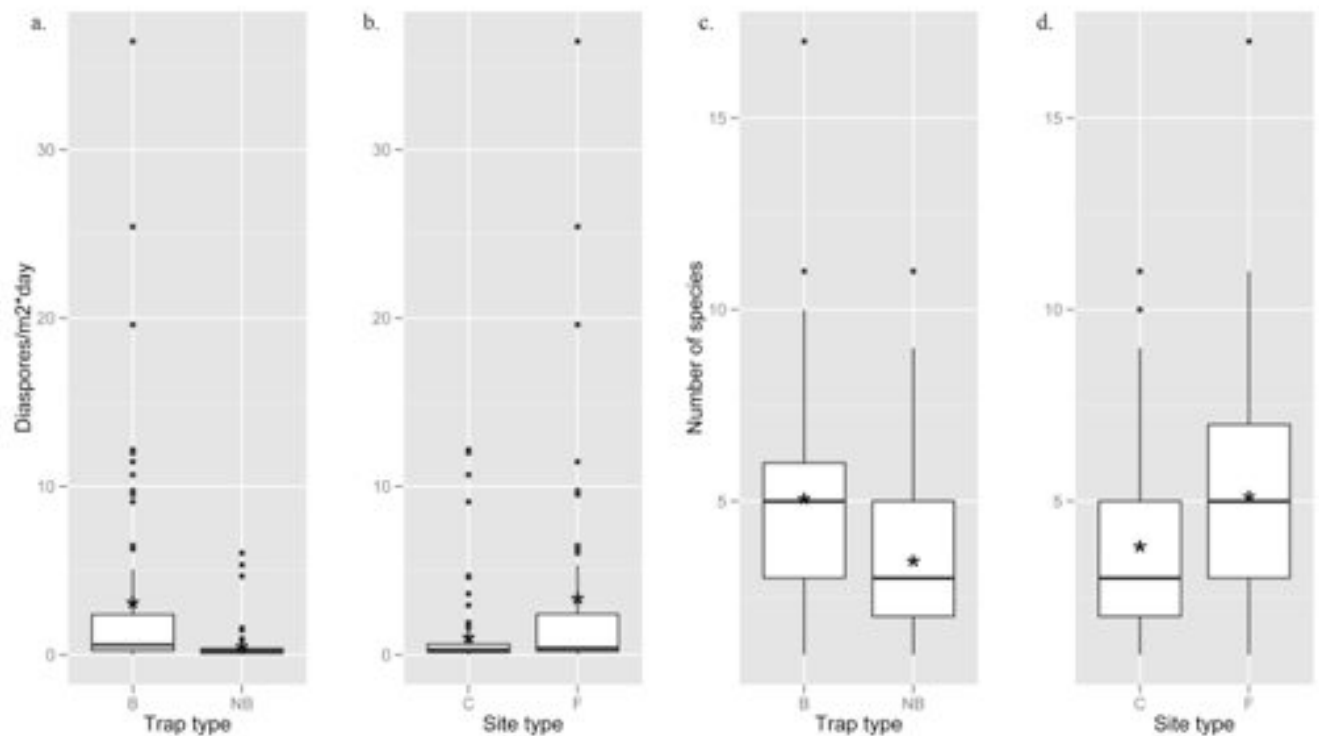 a.
b.
c.
d.
Diaspores/m2*day
30
20
10
0
B
NB
Trap type
30
20
10
0
C
F
Site type
Number of species
15
10
5
B
NB
Trap type
15
10
5
C
F
Site type